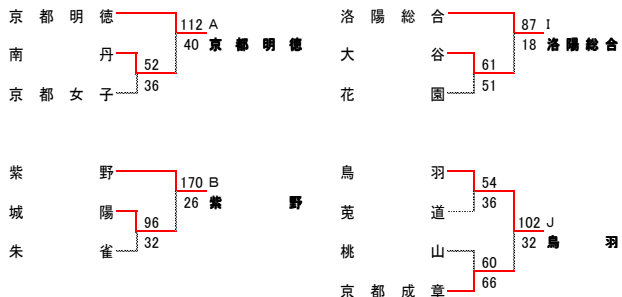 京都明徳
112 A
南丹
40 京都明徳
52
京都女子
36
洛陽総合
87 I
大谷
18 洛陽総合
61
花園
51
紫野
170 B
城陽
26 紫野
96
朱雀
32
鳥羽
54
莵道
36
102 J
桃山
32 鳥羽
60
京都成章
66